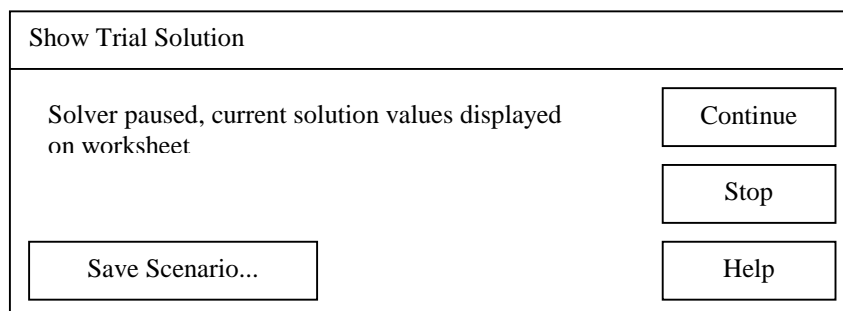 Show Trial Solution
Solver paused, current solution values displayed
on worksheet
Continue
Stop
Save Scenario...
Help